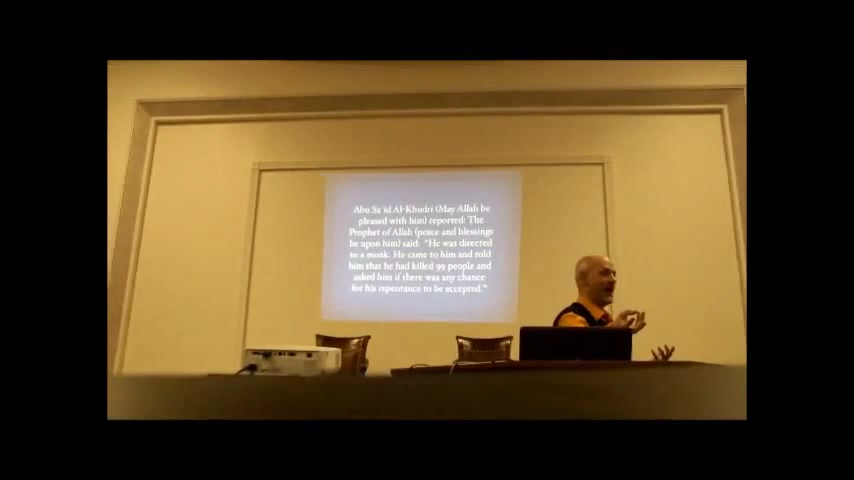 Abu Sa`id Al-Khudri (May Allah be
pleased with him) reported: The
Prophet of Allah (peace and blessings
be upon him) said: "He was directed
to a monk. He came to him and told
him that he had killed 99 people and
asked him if there was any chance
for his repentance to be accepted."